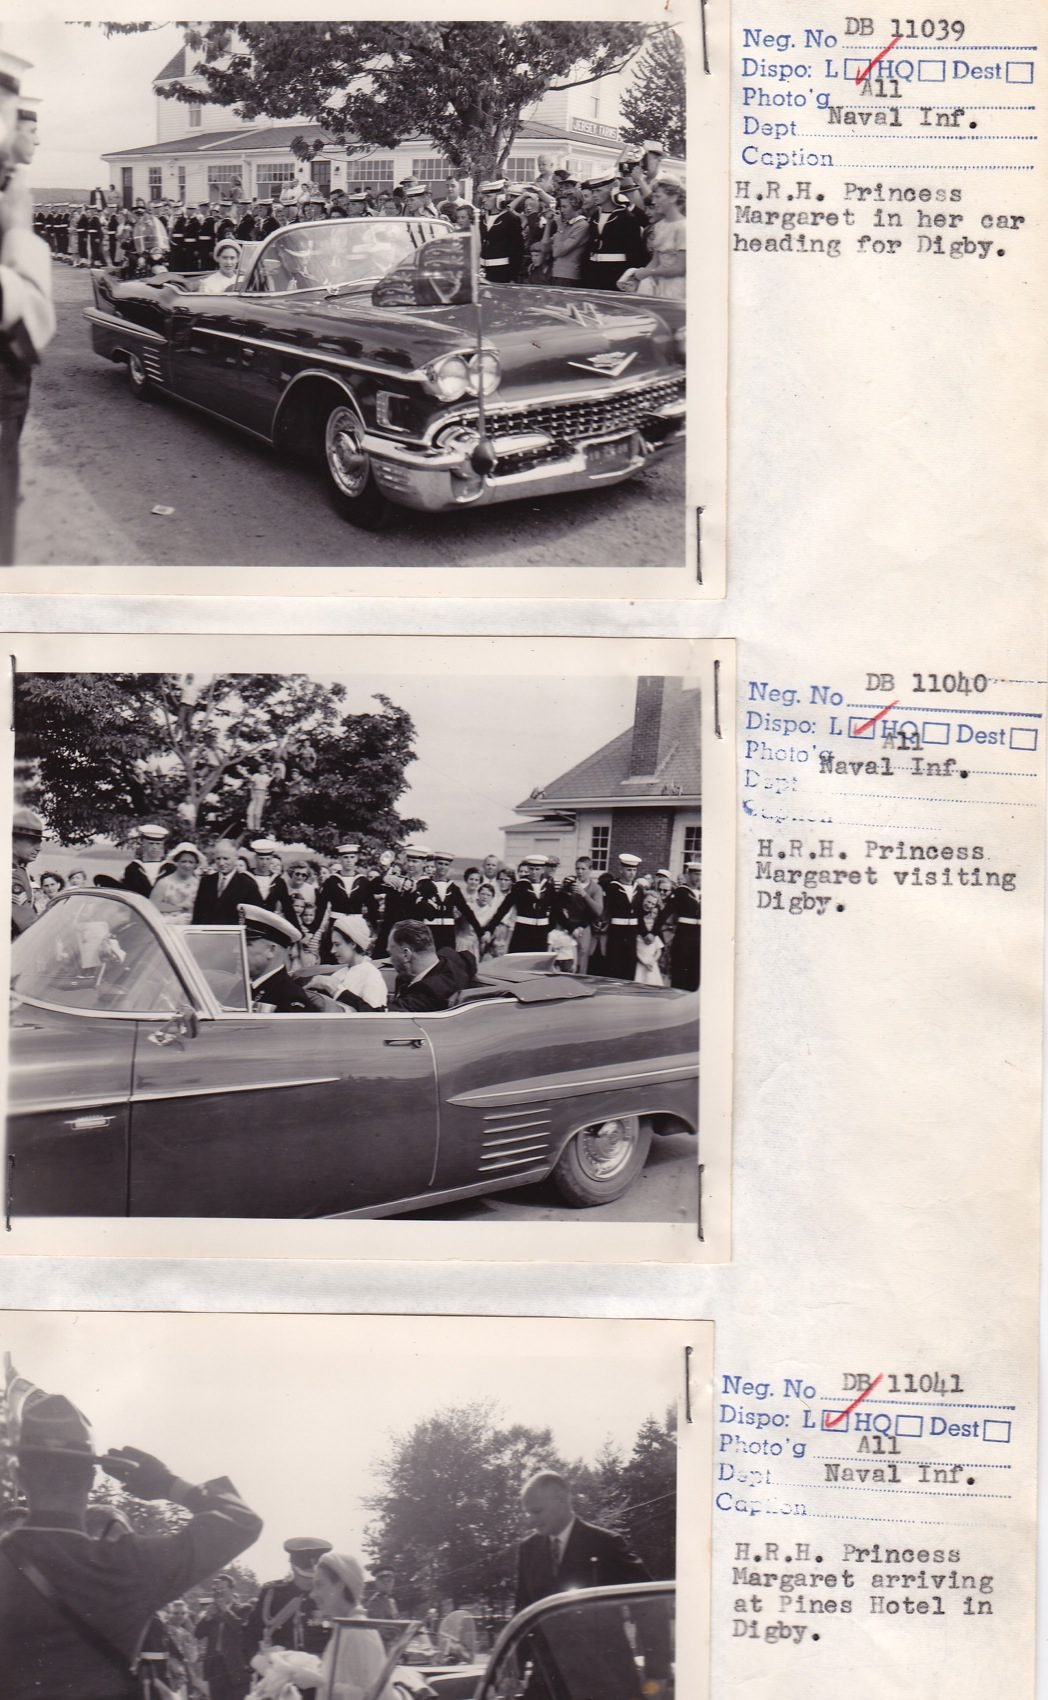 JERSEY FARMS
Neg. No DB 11039
Dispo: L HQ Dest
Photo'g All
Dept Naval Inf.
Caption
H.R.H. Princess
Margaret in her car
heading for Digby.
Neg. No DB 11040
Dispo: L HQ Dest
Photo'g All
Dept Naval Inf.
Caption
H.R.H. Princess
Margaret visiting
Digby.
Neg. No DB 11041
Dispo: L HQ Dest
Photo'g All
Dept Naval Inf.
Caption
H.R.H. Princess
Margaret arriving
at Pines Hotel in
Digby.